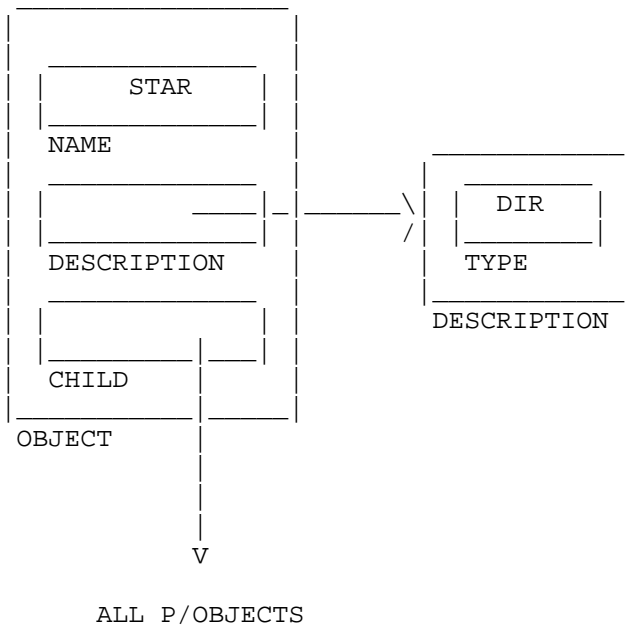 STAR
NAME
DIR
DESCRIPTION TYPE
DESCRIPTION
CHILD
OBJECT
V
ALL P/OBJECTS